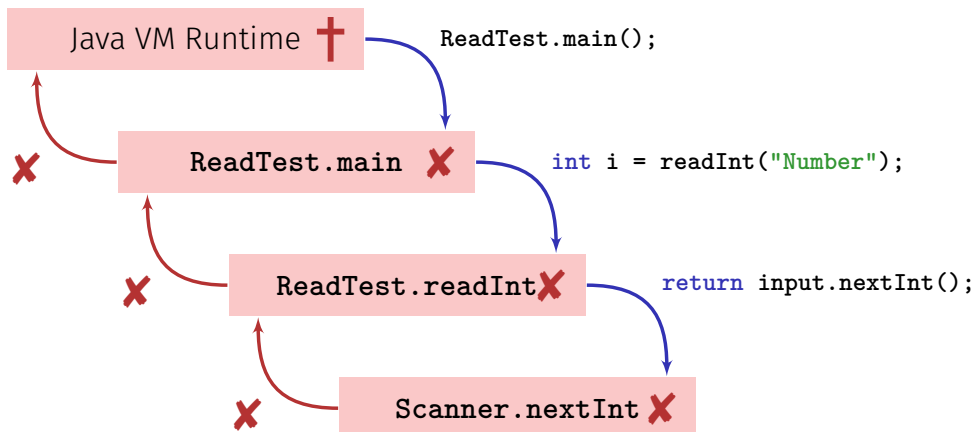 Java VM Runtime
ReadTest.main();
ReadTest.main
int i = readInt("Number");
ReadTest.readInt
return input.nextInt();
Scanner.nextInt